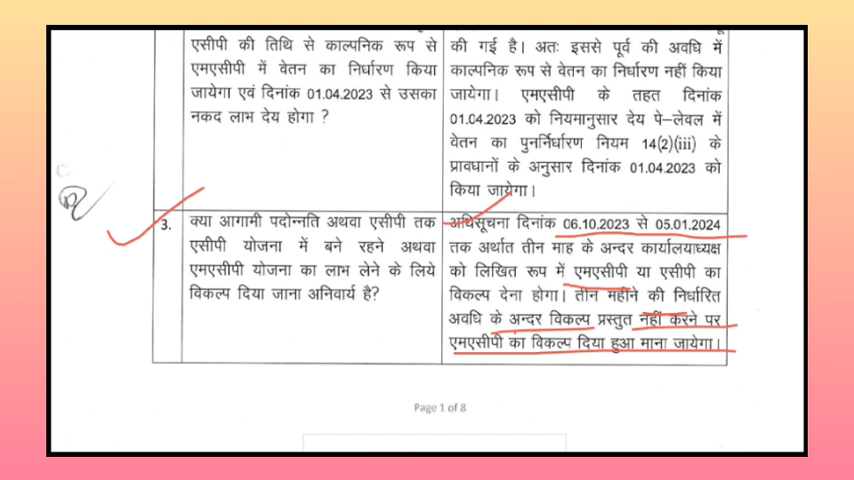 एसीपी की तिथि से काल्पनिक रूप से
एमएसीपी में वेतन का निर्धारण किया
जायेगा एवं दिनांक 01.04.2023 से उसका
नकद लाभ देय होगा ?
की गई है। अतः इससे पूर्व की अवधि में
काल्पनिक रूप से वेतन का निर्धारण नहीं किया
जायेगा। एमएसीपी के तहत दिनांक
01.04.2023 को नियमानुसार देय पे–लेवल में
वेतन का पुनर्निर्धारण नियम 14(2)(iii) के
प्रावधानों के अनुसार दिनांक 01.04.2023 को
किया जायेगा।
3.
क्या आगामी पदोन्नति अथवा एसीपी तक
एसीपी योजना में बने रहने अथवा
एमएसीपी योजना का लाभ लेने के लिये
विकल्प दिया जाना अनिवार्य है?
अधिसूचना दिनांक 06.10.2023 से 05.01.2024
तक अर्थात तीन माह के अन्दर कार्यालयाध्यक्ष
को लिखित रूप में एमएसीपी या एसीपी का
विकल्प देना होगा। तीन महीने की निर्धारित
अवधि के अन्दर विकल्प प्रस्तुत नहीं करने पर
एमएसीपी का विकल्प दिया हुआ माना जायेगा।
Page 1 of 8